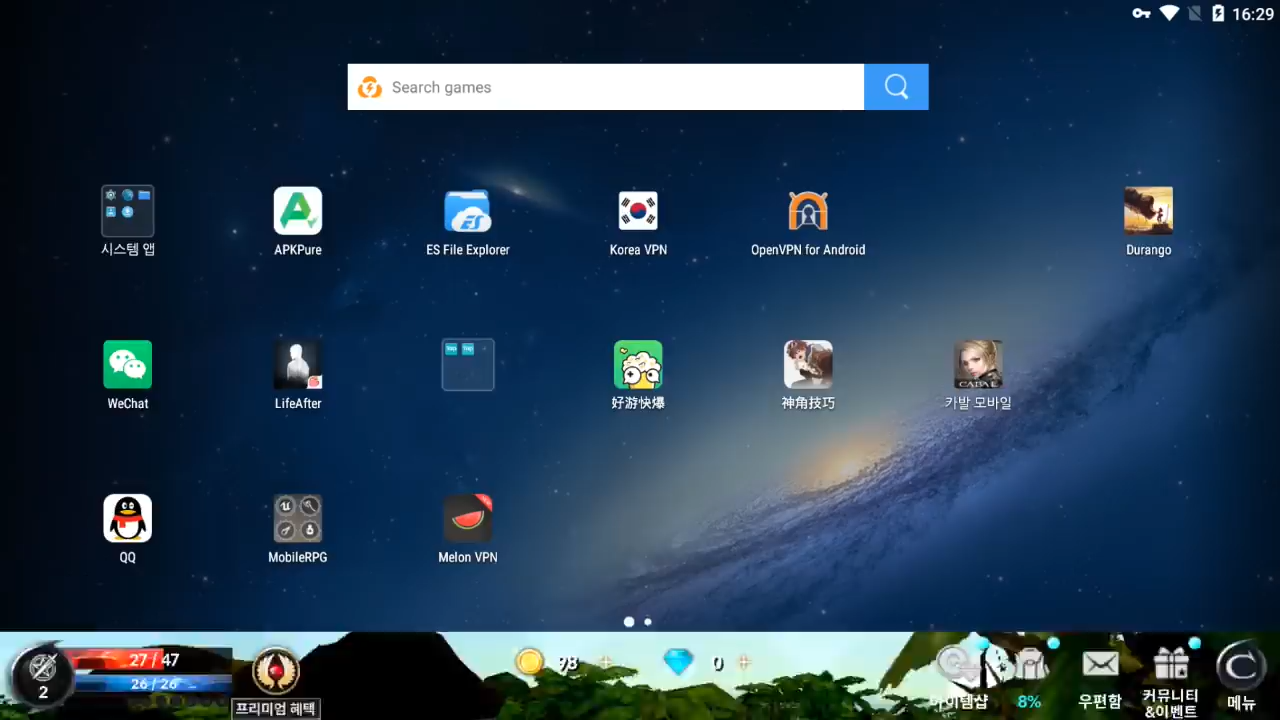 16:29
Search games
시스템 앱
APKPure
ES File Explorer
Korea VPN
OpenVPN for Android
Durango
WeChat
LifeAfter
好游快爆
神角技巧
카발 모바일
QQ
MobileRPG
Melon VPN
27 / 47
26 / 26
2
프리미엄 혜택
98
0
아이템샵
8%
우편함
커뮤니티
&이벤트
메뉴